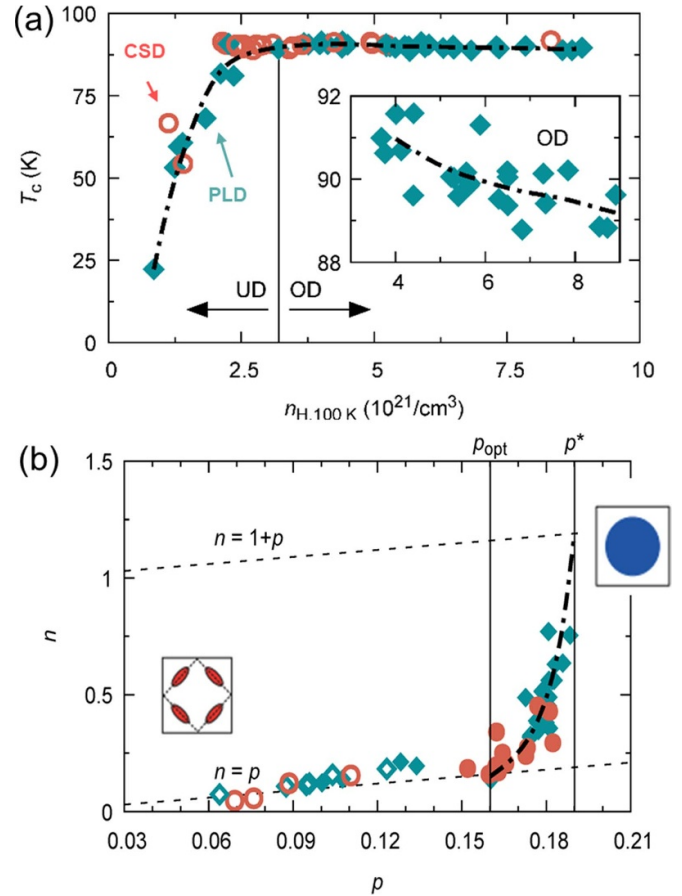 (a)
100
75
50
25
0
T_c (K)
CSD
PLD
UD OD
92
90
88
OD
4 6 8
0 2.5 5 7.5 10
n_H,100 K (10^21/cm^3)
(b)
p_opt p*
1.5
1
0.5
0
n
n = 1+p
n = p
0.03 0.06 0.09 0.12 0.15 0.18 0.21
p